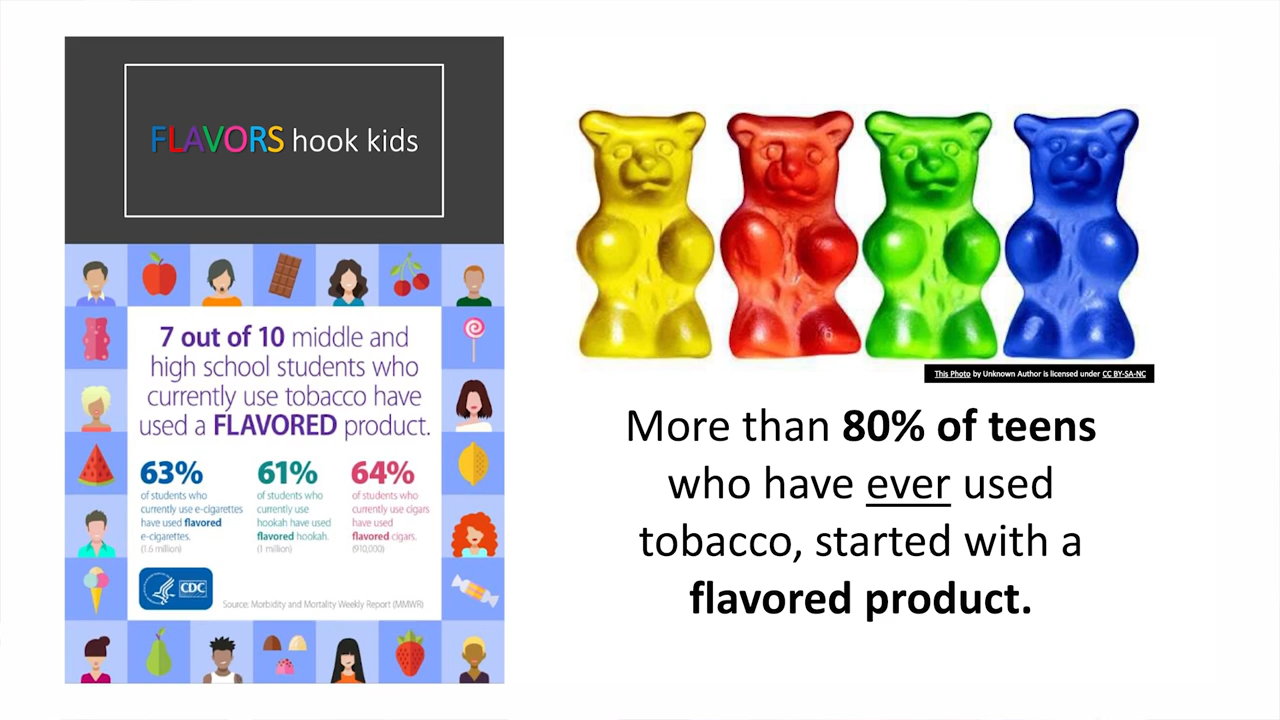 FLAVORS hook kids
7 out of 10 middle and
high school students who
currently use tobacco have
used a FLAVORED product.
63%
of students who
currently use e-cigarettes
have used flavored
e-cigarettes.
(1.6 million)
61%
of students who
currently use
hookah have used
flavored hookah.
(1 million)
64%
of students who
currently use cigars
have used
flavored cigars.
(910,000)
CDC
Source: Morbidity and Mortality Weekly Report (MMWR)
This Photo by Unknown Author is licensed under CC BY-SA-NC
More than 80% of teens
who have ever used
tobacco, started with a
flavored product.